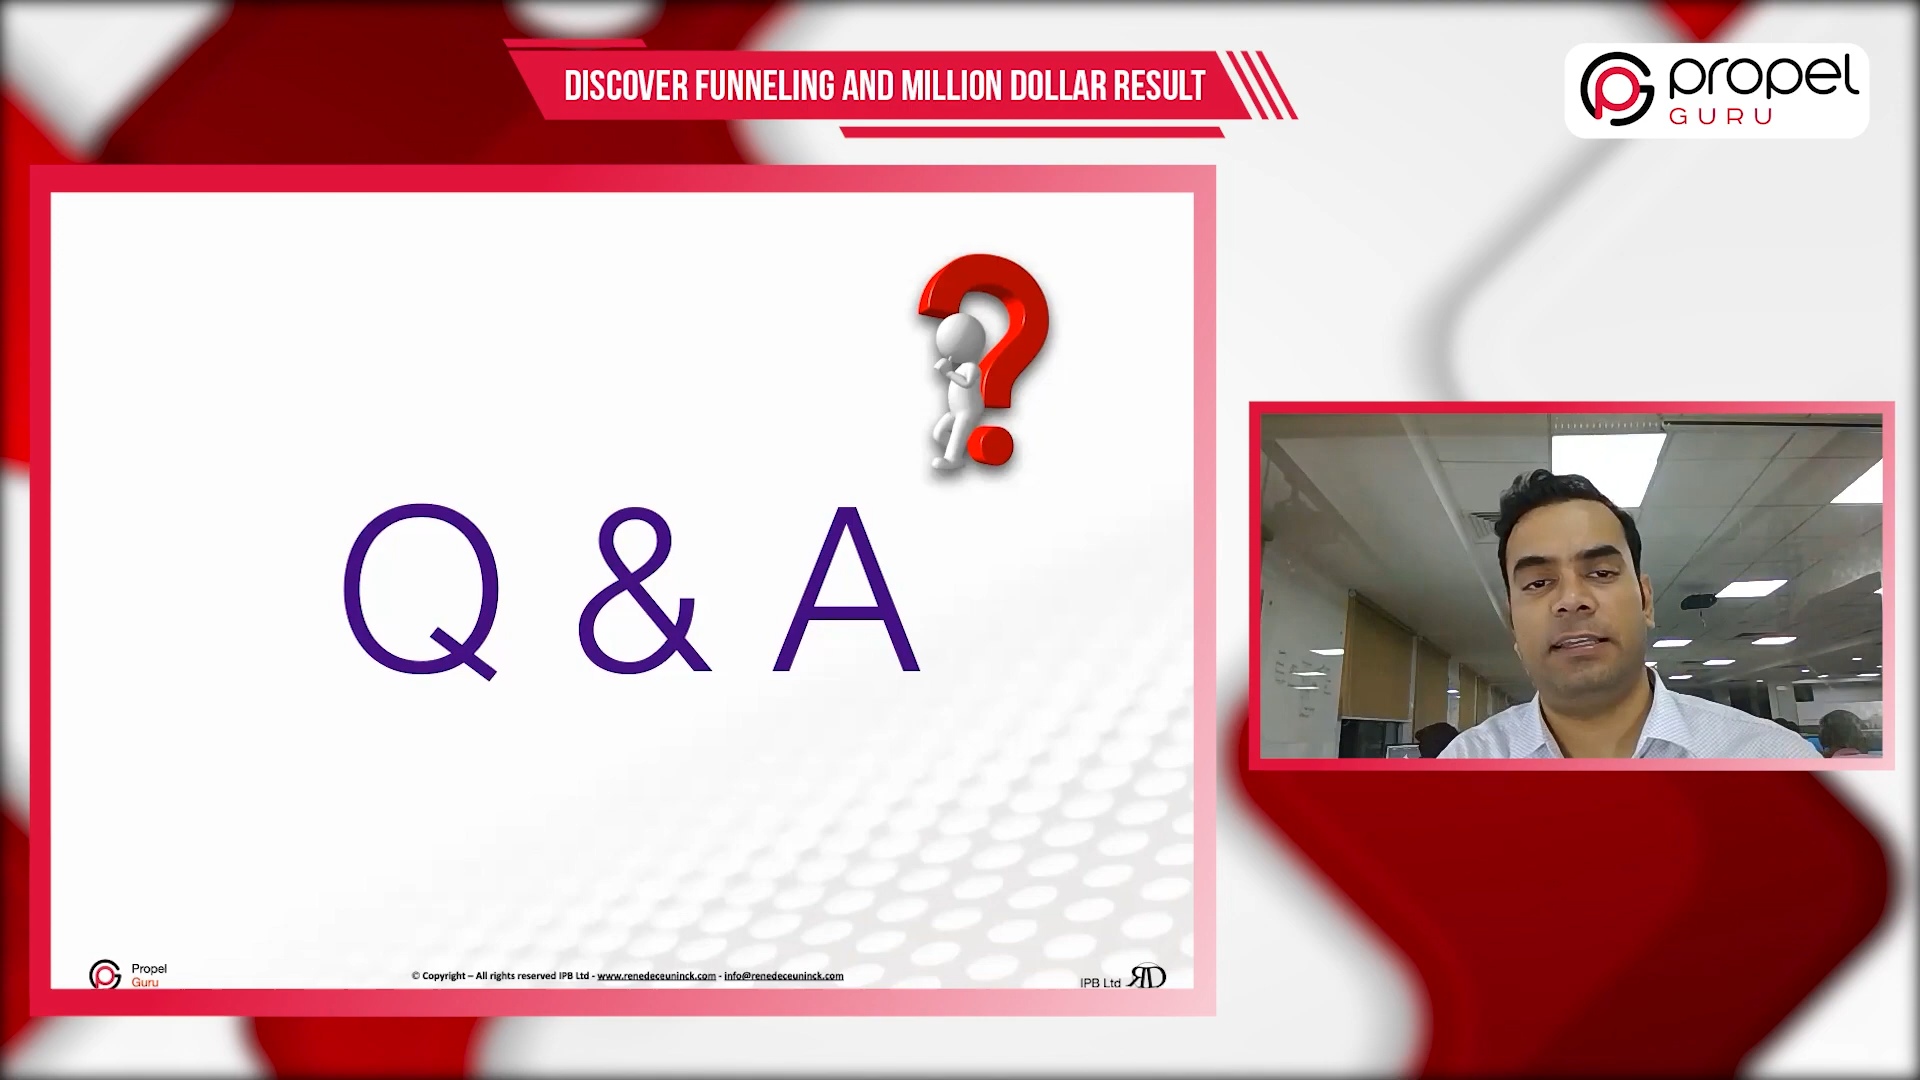 DISCOVER FUNNELING AND MILLION DOLLAR RESULT
propel
GURU
?
Q & A
Propel
Guru
© Copyright – All rights reserved IPB Ltd - www.renedeceuninck.com - info@renedeceuninck.com
IPB Ltd RD